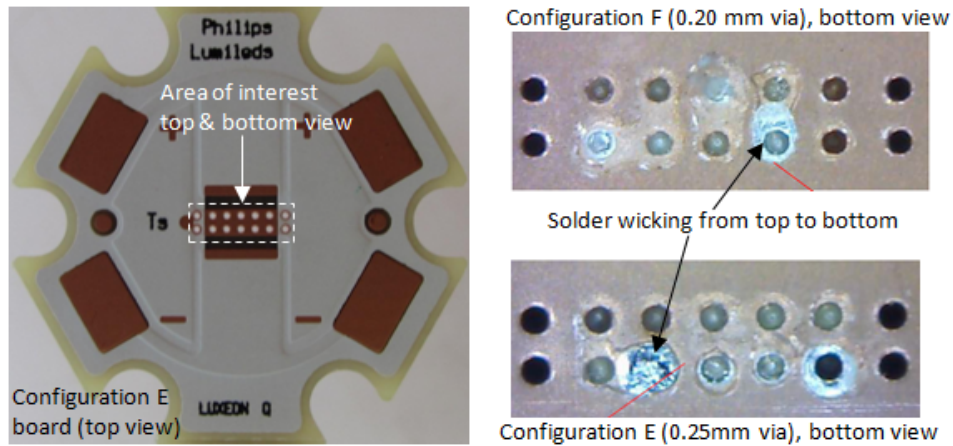 Philips
Lumileds
Area of interest
top & bottom view
Ts
Configuration E
board (top view)
LUXEON Q
Configuration F (0.20 mm via), bottom view
Solder wicking from top to bottom
Configuration E (0.25mm via), bottom view